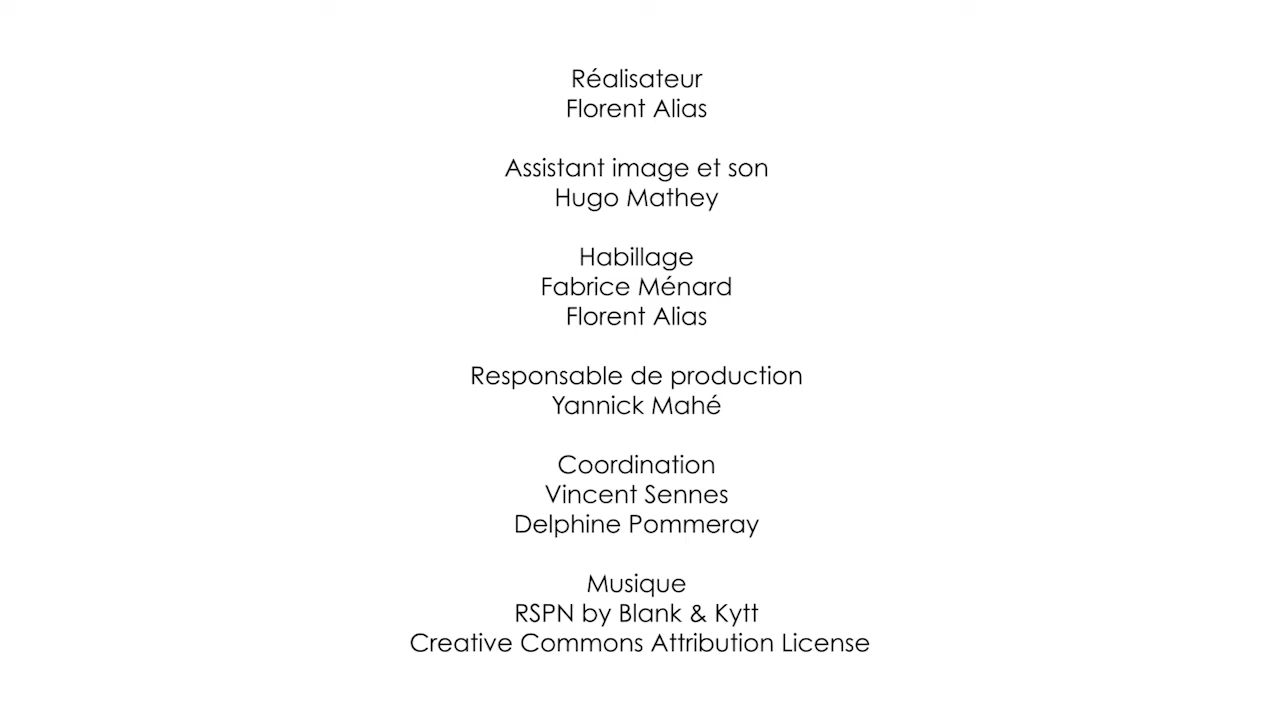 Réalisateur
Florent Alias
Assistant image et son
Hugo Mathey
Habillage
Fabrice Ménard
Florent Alias
Responsable de production
Yannick Mahé
Coordination
Vincent Sennes
Delphine Pommeray
Musique
RSPN by Blank & Kytt
Creative Commons Attribution License